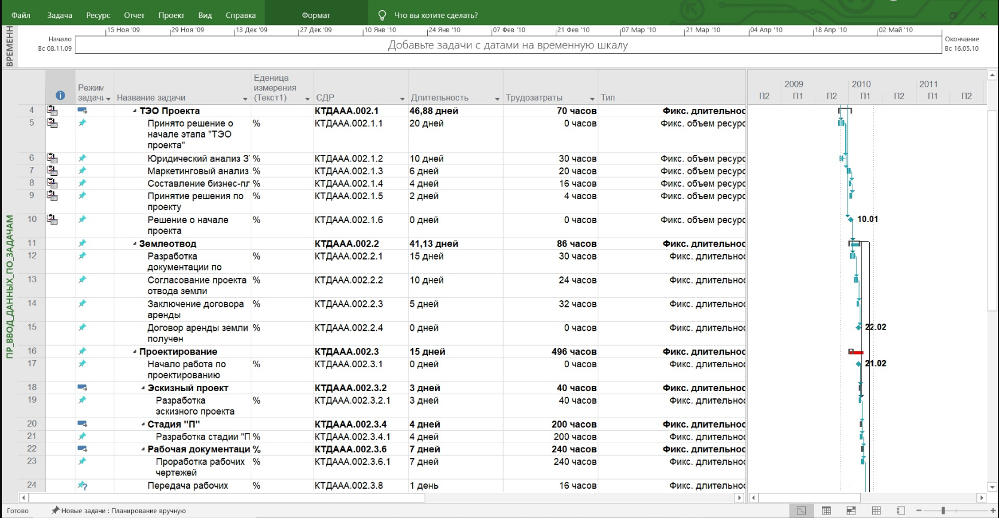 Файл Задача Ресурс Отчет Проект Вид Справка Формат Что вы хотите сделать?
15 Ноя '09 29 Ноя '09 13 Дек '09 27 Дек '09 10 Янв '10 24 Янв '10 07 Фев '10 21 Фев '10 07 Мар '10 21 Мар '10 04 Апр '10 18 Апр '10 02 Май '10
Начало
Вс 08.11.09
Добавьте задачи с датами на временную шкалу
Окончание
Вс 16.05.10
ПР_ВВОД_ДАННЫХ_ПО_ЗАДАЧАМ
Режим
задачи
Название задачи
Еденица
измерения
(Текст1)
СДР
Длительность
Трудозатраты
Тип
2009 2010 2011
П2 П1 П2 П1 П2 П1 П2
4 ТЭО Проекта КТДААА.002.1 46,88 дней 70 часов Фикс. длительнос
5 Принято решение о % КТДААА.002.1.1 20 дней 0 часов Фикс. объем ресурс
начале этапа "ТЭО
проекта"
6 Юридический анализ З % КТДААА.002.1.2 10 дней 30 часов Фикс. объем ресурс
7 Маркетинговый анализ % КТДААА.002.1.3 6 дней 20 часов Фикс. объем ресурс
8 Составление бизнес-пл % КТДААА.002.1.4 4 дней 16 часов Фикс. объем ресурс
9 Принятие решения по % КТДААА.002.1.5 2 дней 4 часов Фикс. объем ресурс
проекту
10 Решение о начале % КТДААА.002.1.6 0 дней 0 часов Фикс. объем ресурс 10.01
проекта
11 Землеотвод КТДААА.002.2 41,13 дней 86 часов Фикс. длительнос
12 Разработка % КТДААА.002.2.1 15 дней 30 часов Фикс. длительнос
документации по
13 Согласование проекта % КТДААА.002.2.2 10 дней 24 часов Фикс. длительнос
отвода земли
14 Заключение договора % КТДААА.002.2.3 5 дней 32 часов Фикс. длительнос
аренды
15 Договор аренды земли % КТДААА.002.2.4 0 дней 0 часов Фикс. длительнос 22.02
получен
16 Проектирование КТДААА.002.3 15 дней 496 часов Фикс. длительнос
17 Начало работа по % КТДААА.002.3.1 0 дней 0 часов Фикс. длительнос 21.02
проектированию
18 Эскизный проект КТДААА.002.3.2 3 дней 40 часов Фикс. длительнос
19 Разработка % КТДААА.002.3.2.1 3 дней 40 часов Фикс. длительнос
эскизного проекта
20 Стадия "П" КТДААА.002.3.4 4 дней 200 часов Фикс. длительнос
21 Разработка стадии "П % КТДААА.002.3.4.1 4 дней 200 часов Фикс. длительнос
22 Рабочая документаци % КТДААА.002.3.6 7 дней 240 часов Фикс. длительнос
23 Проработка рабочих % КТДААА.002.3.6.1 7 дней 240 часов Фикс. длительнос
чертежей
24 Передача рабочих % КТДААА.002.3.8 1 день 16 часов Фикс. длительнос
Готово Новые задачи : Планирование вручную